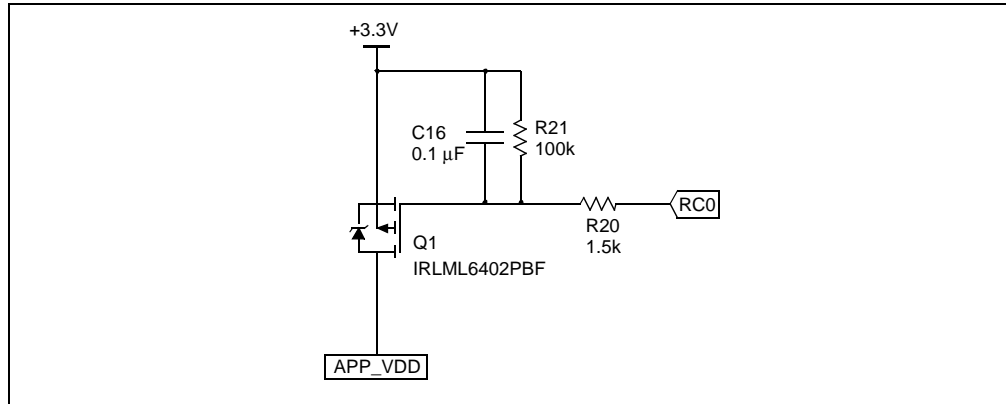 +3.3V
C16
0.1 μF
R21
100k
RC0
R20
1.5k
Q1
IRLML6402PBF
APP_VDD